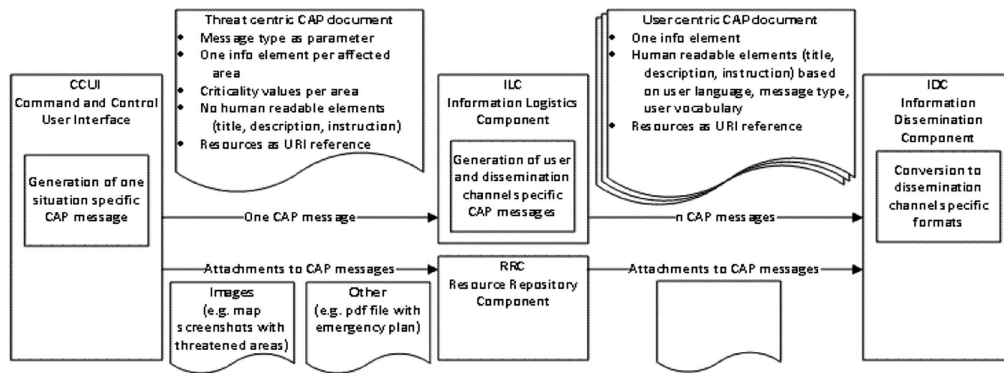 CCUI
Command and Control
User Interface
Generation of one
situation specific
CAP message
Threat centric CAP document
• Message type as parameter
• One info element per affected
area
• Criticality values per area
• No human readable elements
(title, description, instruction)
• Resources as URI reference
One CAP message
Attachments to CAP messages
Images
(e.g. map
screenshots with
threatened areas)
Other
(e.g. pdf file with
emergency plan)
ILC
Information Logistics
Component
Generation of user
and dissemination
channels specific
CAP messages
RRC
Resource Repository
Component
User centric CAP document
• One info element
• Human readable elements (title,
description, instruction) based
on user language, message type,
user vocabulary
• Resources as URI reference
n CAP messages
Attachments to CAP messages
IDC
Information
Dissemination
Component
Conversion to
dissemination
channels specific
formats